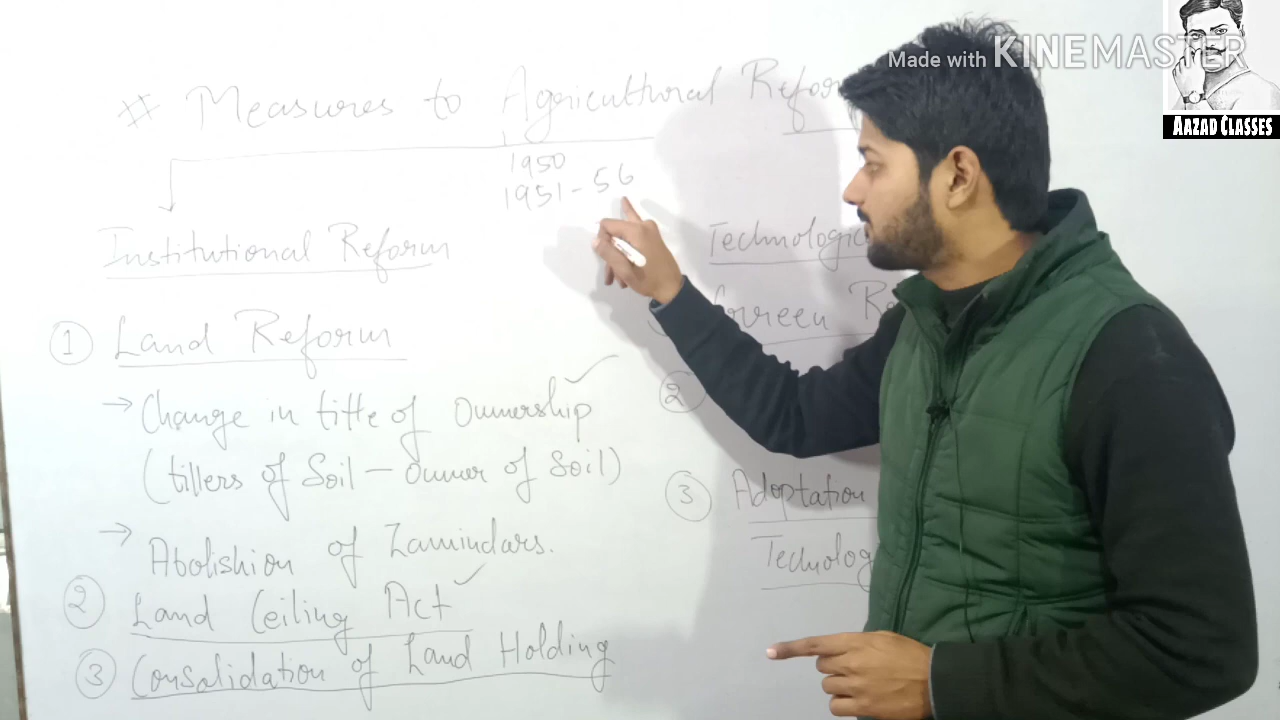 Made with KINEMASTER
AAZAD CLASSES
# Measures to Agricultural Refor
1950
1951-56
Institutional Reform
① Land Reform
→ Change in title of Ownership ✓
(tillers of Soil — Owner of Soil)
→ Abolishion of Zamindars.
② Land Ceiling Act ✓
③ Consalidation of Land Holding
Technologic
Green Re
②
③ Adoptation
Technolog